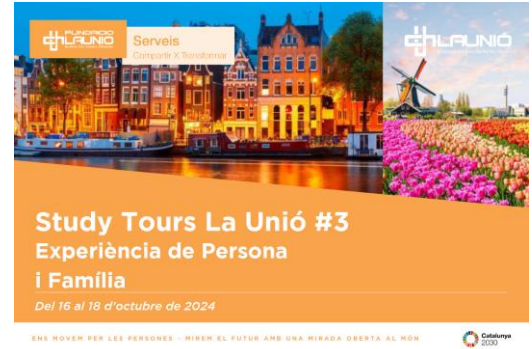 FUNDACIÓ
LAUNIÓ
Serveis
Compartir X Transformar
LAUNIÓ
Study Tours La Unió #3
Experiència de Persona
i Família
Del 16 al 18 d'octubre de 2024
ENS MOVEM PER LES PERSONES - MIREM EL FUTUR AMB UNA MIRADA OBERTA AL MÓN
Catalunya
2030